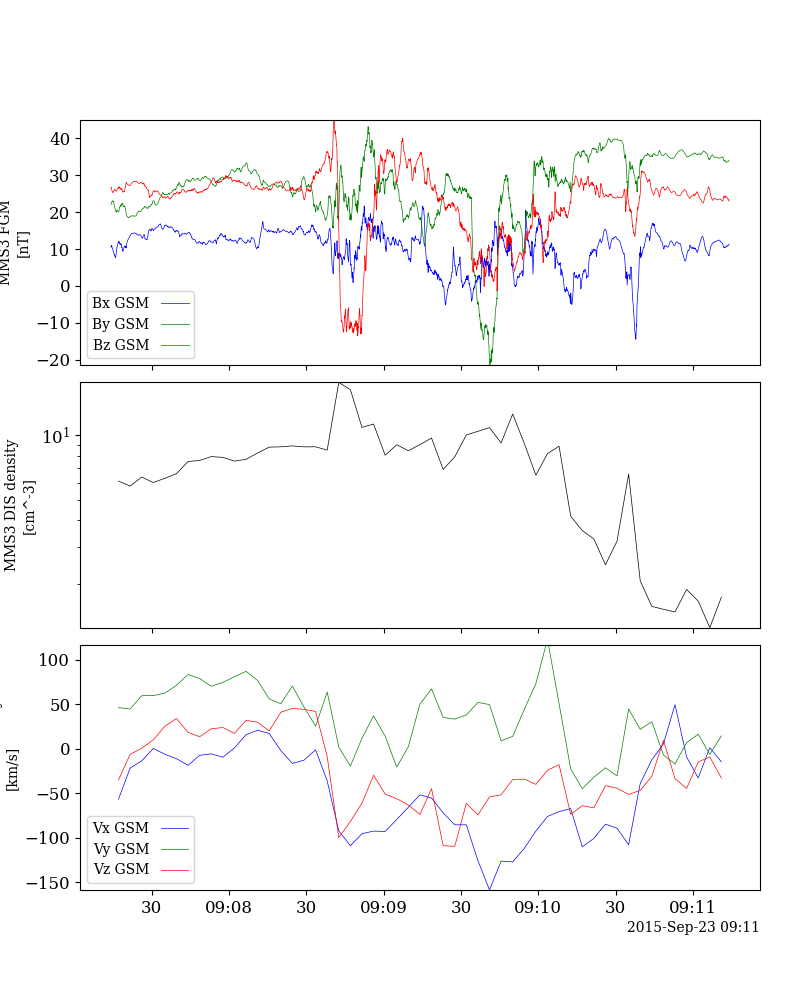 40
30
20
10
0
−10
−20
MMS3 FGM
[nT]
Bx GSM
By GSM
Bz GSM
10^1
MMS3 DIS density
[cm^-3]
100
50
0
−50
−100
−150
[km/s]
Vx GSM
Vy GSM
Vz GSM
30 09:08 30 09:09 30 09:10 30 09:11
2015-Sep-23 09:11